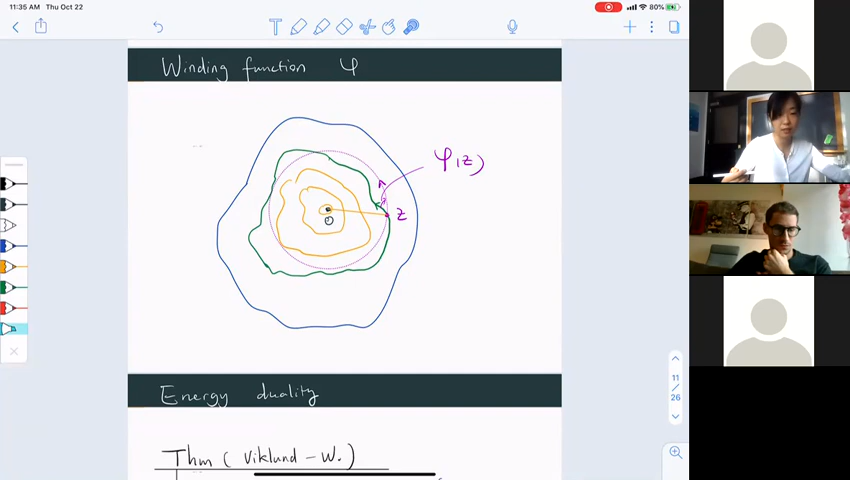 11:35 AM Thu Oct 22
80%
Winding function φ
φ(z)
z
0
Energy duality
11
26
Thm (Viklund - W.)